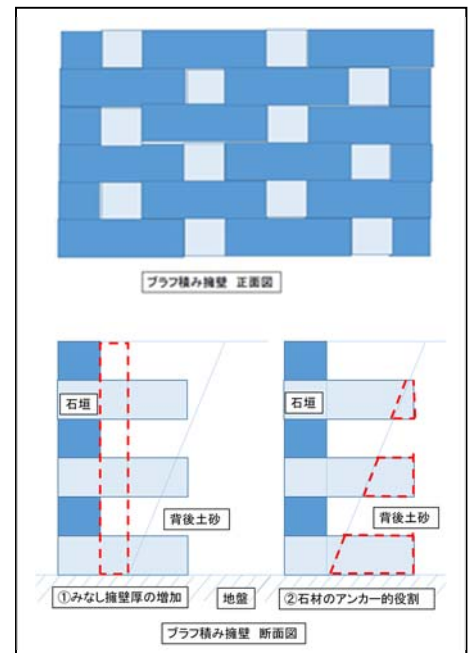 ブラフ積み擁壁 正面図
石垣
石垣
背後土砂
背後土砂
①みなし擁壁厚の増加
地盤
②石材のアンカー的役割
ブラフ積み擁壁 断面図